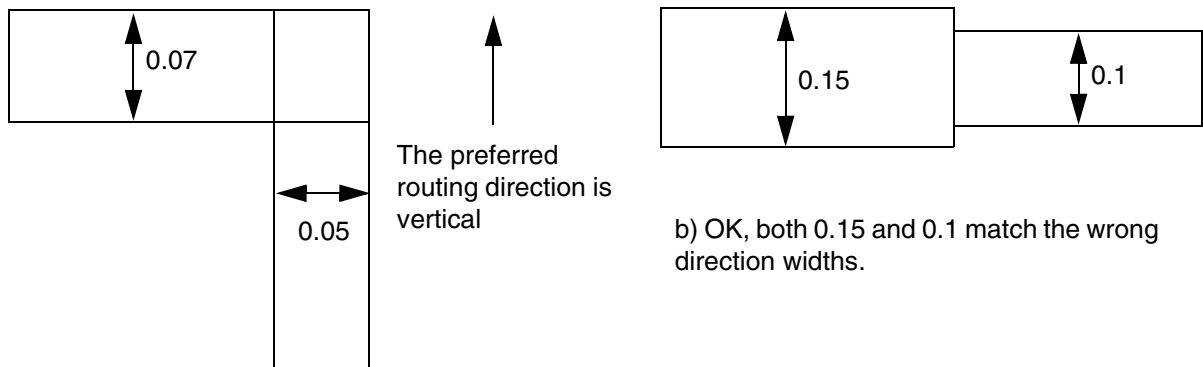 0.07
0.05
The preferred
routing direction is
vertical
0.15
0.1
b) OK, both 0.15 and 0.1 match the wrong
direction widths.